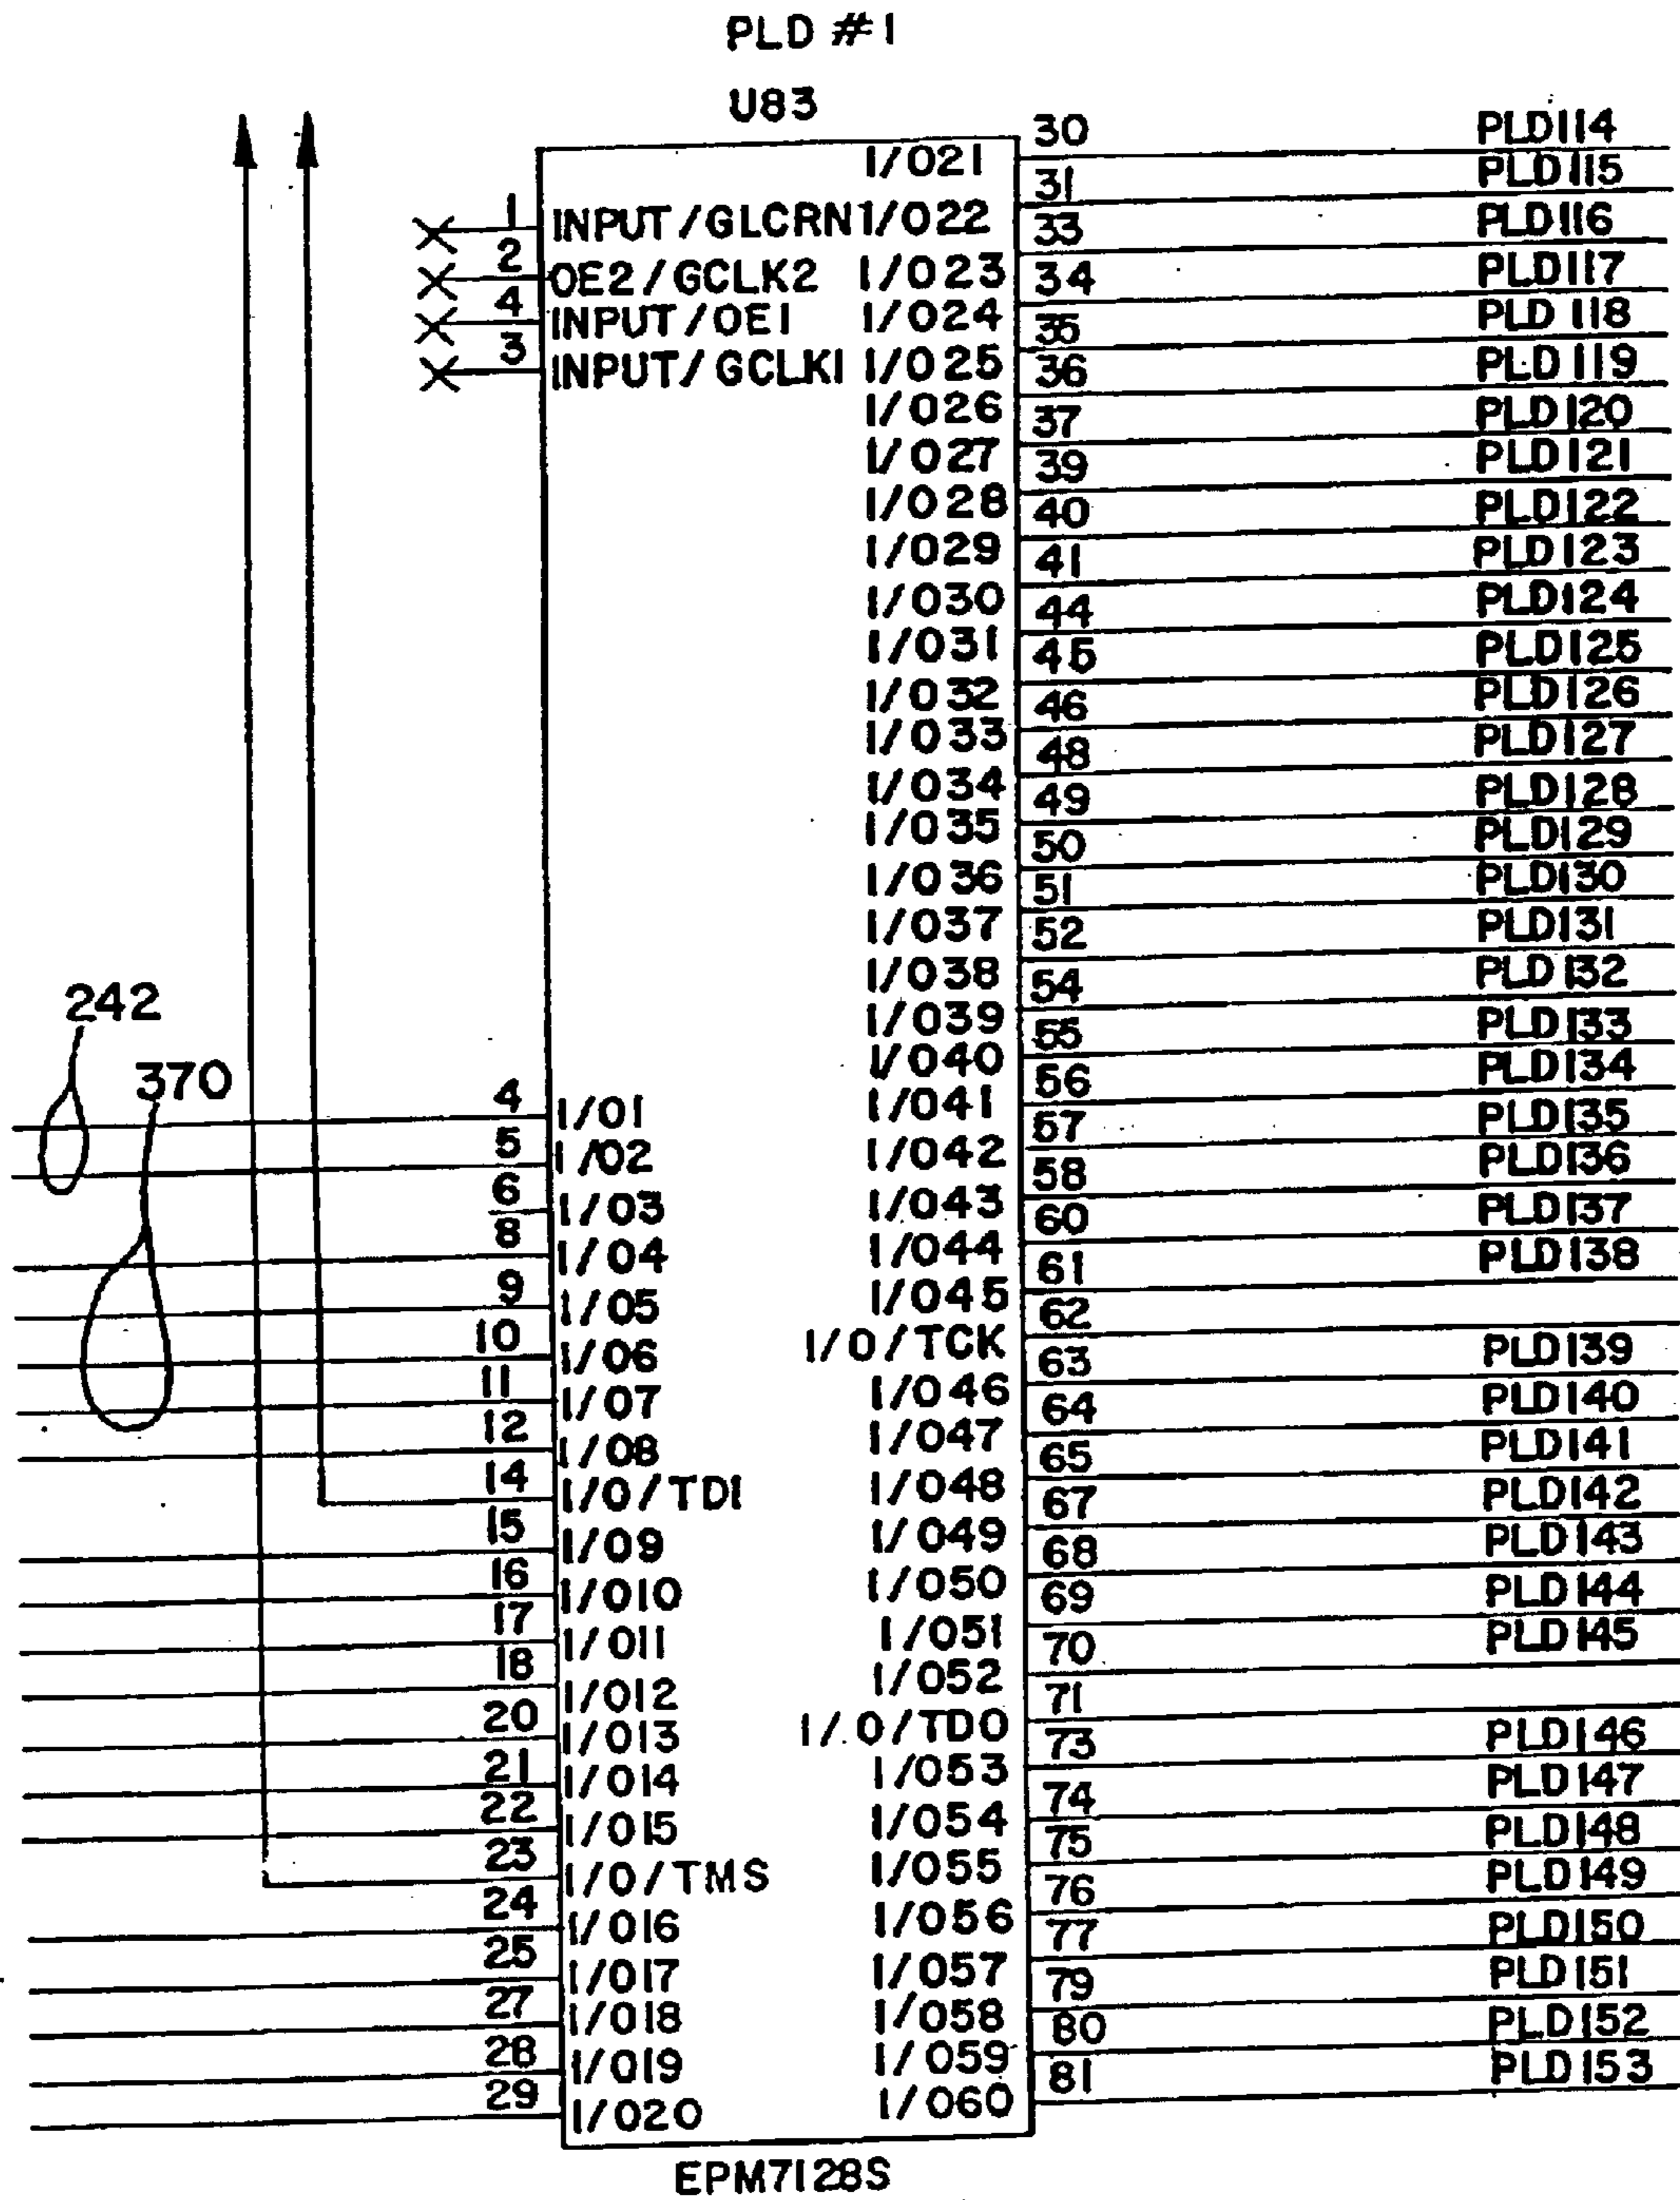 PLD #1
U83
1 INPUT/GLCRN
2 OE2/GCLK2
4 INPUT/OE1
3 INPUT/GCLK1
242
370
4 I/O1
5 I/O2
6 I/O3
8 I/O4
9 I/O5
10 I/O6
11 I/O7
12 I/O8
14 I/O/TDI
15 I/O9
16 I/O10
17 I/O11
18 I/O12
20 I/O13
21 I/O14
22 I/O15
23 I/O/TMS
24 I/O16
25 I/O17
27 I/O18
28 I/O19
29 I/O20
I/O21 30 PLD114
I/O22 31 PLD115
I/O23 33 PLD116
I/O24 34 PLD117
I/O25 35 PLD118
I/O26 36 PLD119
I/O27 37 PLD120
I/O28 39 PLD121
I/O29 40 PLD122
I/O30 41 PLD123
I/O31 44 PLD124
I/O32 45 PLD125
I/O33 46 PLD126
I/O34 48 PLD127
I/O35 49 PLD128
I/O36 50 PLD129
I/O37 51 PLD130
I/O38 52 PLD131
I/O39 54 PLD132
I/O40 55 PLD133
I/O41 56 PLD134
I/O42 57 PLD135
I/O43 58 PLD136
I/O44 60 PLD137
I/O45 61 PLD138
I/O/TCK 62
I/O46 63 PLD139
I/O47 64 PLD140
I/O48 65 PLD141
I/O49 67 PLD142
I/O50 68 PLD143
I/O51 69 PLD144
I/O52 70 PLD145
I/O/TDO 71
I/O53 73 PLD146
I/O54 74 PLD147
I/O55 75 PLD148
I/O56 76 PLD149
I/O57 77 PLD150
I/O58 79 PLD151
I/O59 80 PLD152
I/O60 81 PLD153
EPM7128S